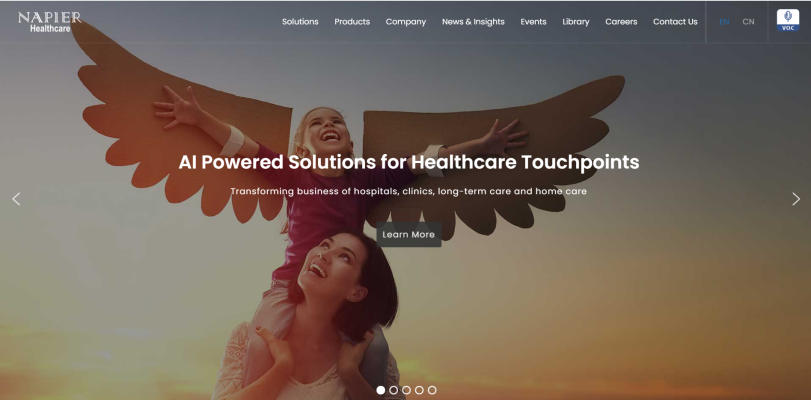 NAPIER
Healthcare
Solutions Products Company News & Insights Events Library Careers Contact Us EN CN
VOC
AI Powered Solutions for Healthcare Touchpoints
Transforming business of hospitals, clinics, long-term care and home care
Learn More